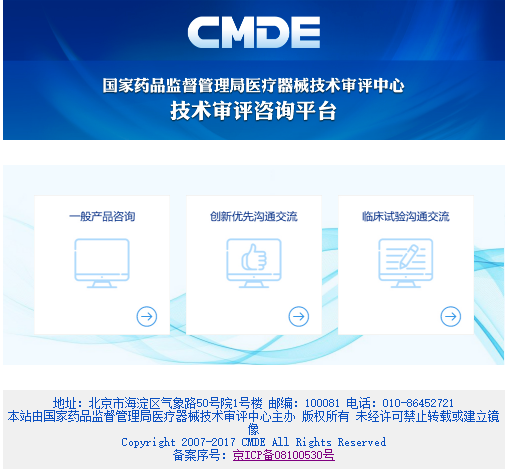 CMDE
国家药品监督管理局医疗器械技术审评中心
技术审评咨询平台
一般产品咨询
创新优先沟通交流
临床试验沟通交流
地址：北京市海淀区气象路50号院1号楼 邮编：100081 电话：010-86452721
本站由国家药品监督管理局医疗器械技术审评中心主办 版权所有 未经许可禁止转载或建立镜
像
Copyright 2007-2017 CMDE All Rights Reserved
备案序号：京ICP备08100530号